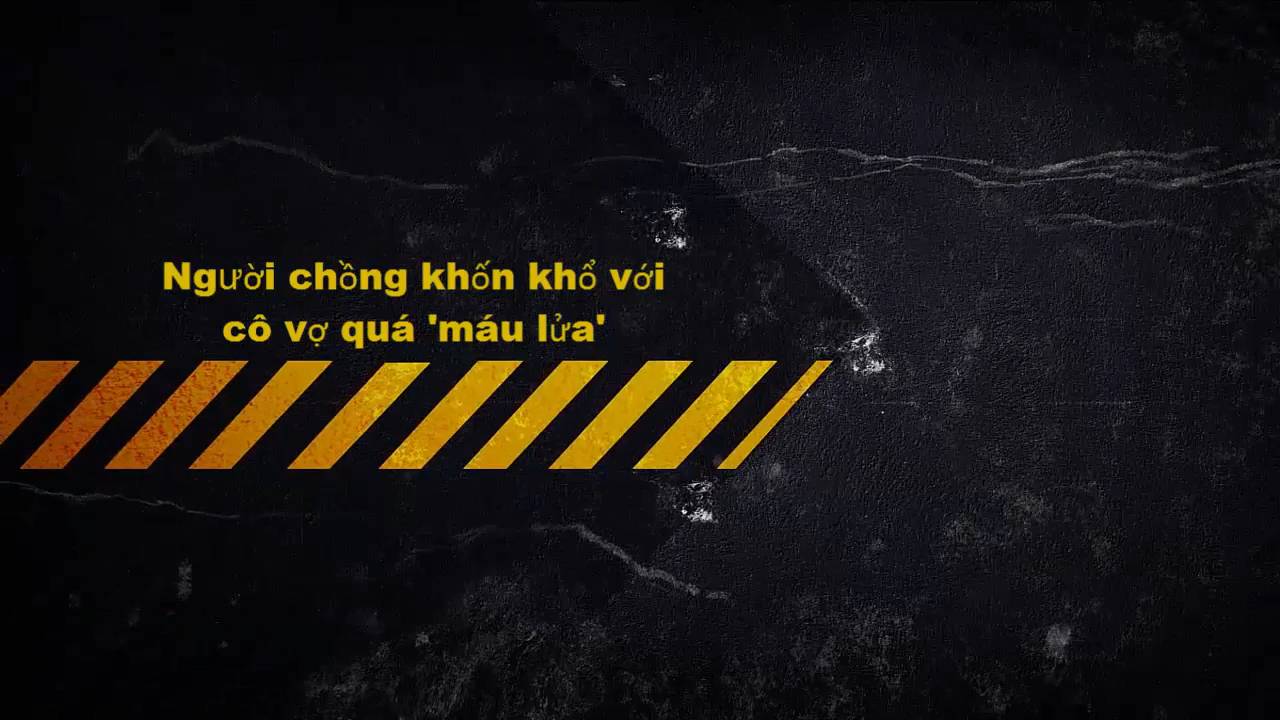 Người chồng khốn khổ với
cô vợ quá 'máu lửa'